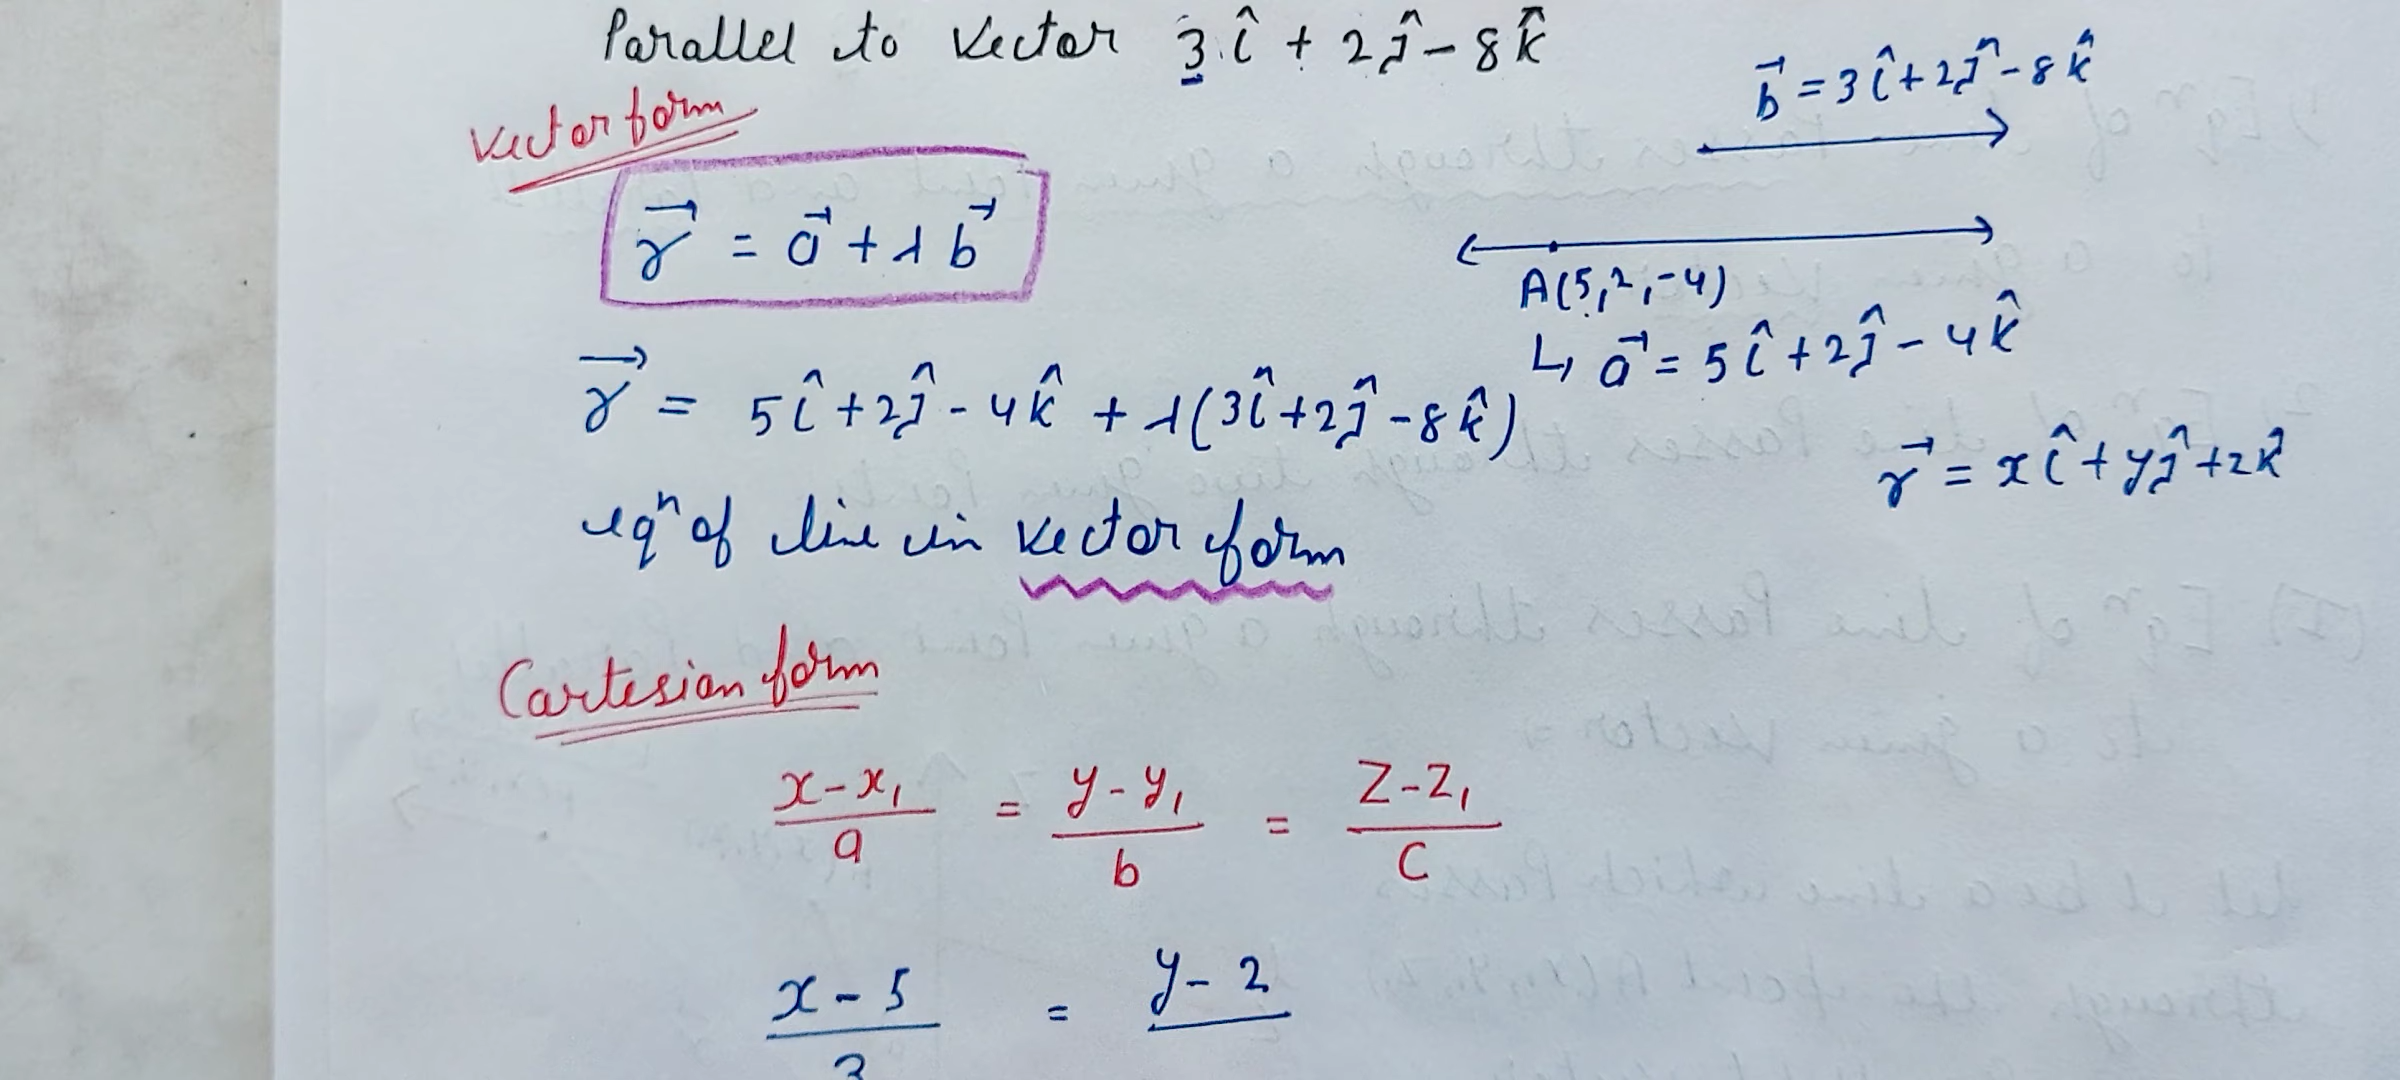 Parallel to vector 3î + 2ĵ - 8k̂
b⃗ = 3î + 2ĵ - 8k̂
Vector form
r⃗ = a⃗ + λ b⃗
A(5, 2, -4)
↳ a⃗ = 5î + 2ĵ - 4k̂
r⃗ = 5î + 2ĵ - 4k̂ + λ(3î + 2ĵ - 8k̂)
r⃗ = xî + yĵ + zk̂
eqⁿ of line in vector form
Cartesian form
(x - x₁)/a = (y - y₁)/b = (z - z₁)/c
(x - 5)/3 = (y - 2)/